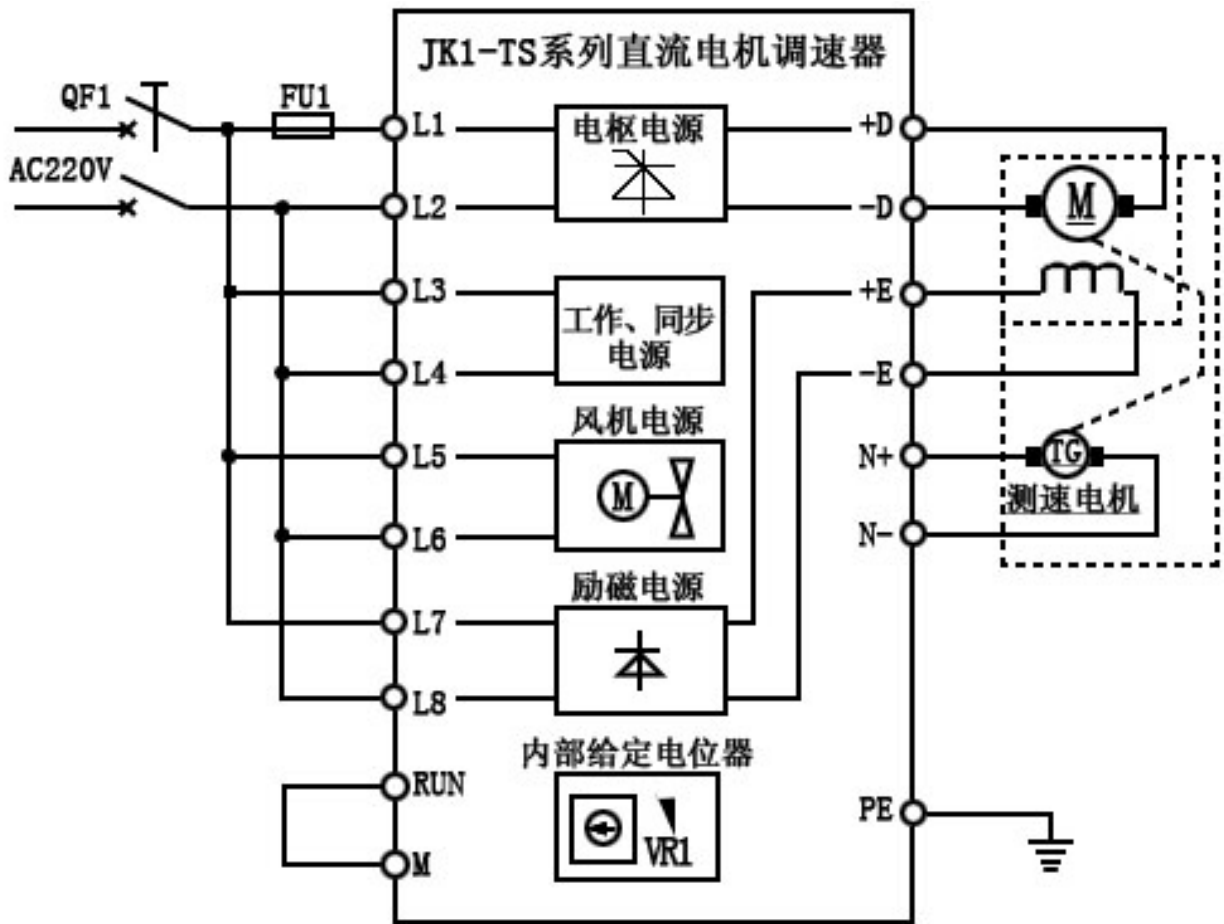 JK1-TS系列直流电机调速器
QF1
FU1
L1
电枢电源
+D
AC220V
L2
-D
M
L3
工作、同步
电源
+E
L4
-E
风机电源
L5
M
N+
TG
测速电机
L6
N-
励磁电源
L7
L8
内部给定电位器
RUN
VR1
PE
M